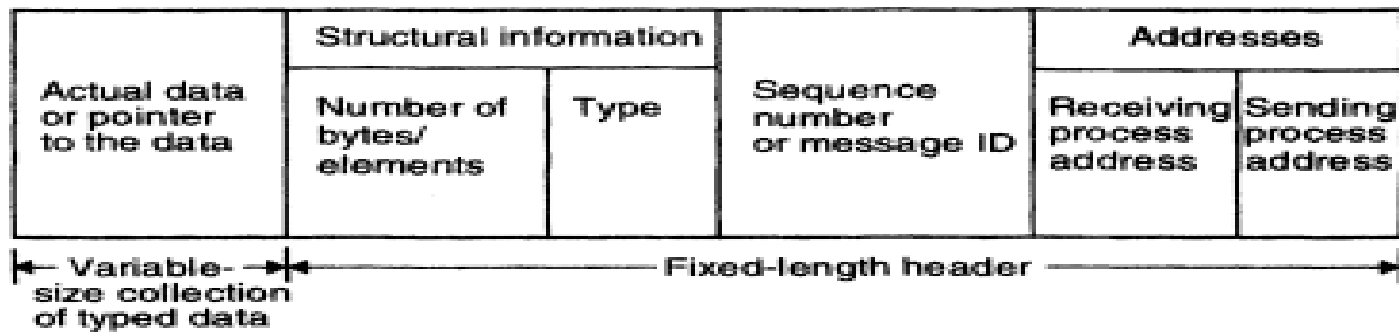 Actual data
or pointer
to the data
Structural information
Number of
bytes/
elements
Type
Sequence
number
or message ID
Addresses
Receiving
process
address
Sending
process
address
Variable-
size collection
of typed data
Fixed-length header